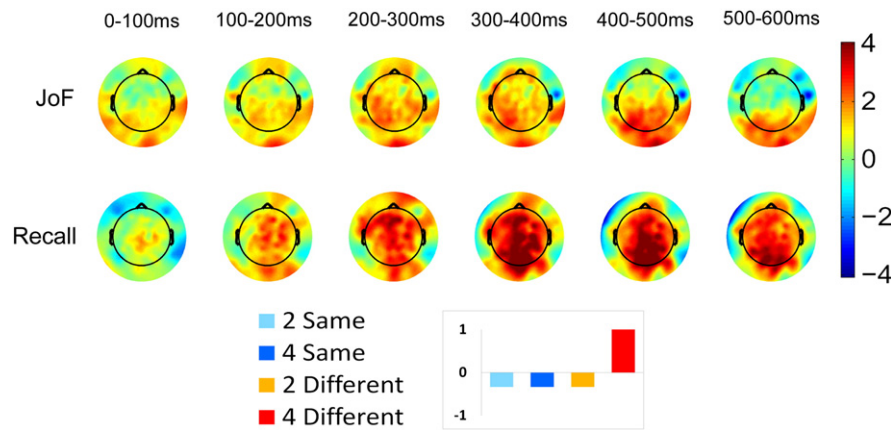 0-100ms 100-200ms 200-300ms 300-400ms 400-500ms 500-600ms
JoF
4
2
0
−2
−4
Recall
2 Same
4 Same
2 Different
4 Different
1
0
-1